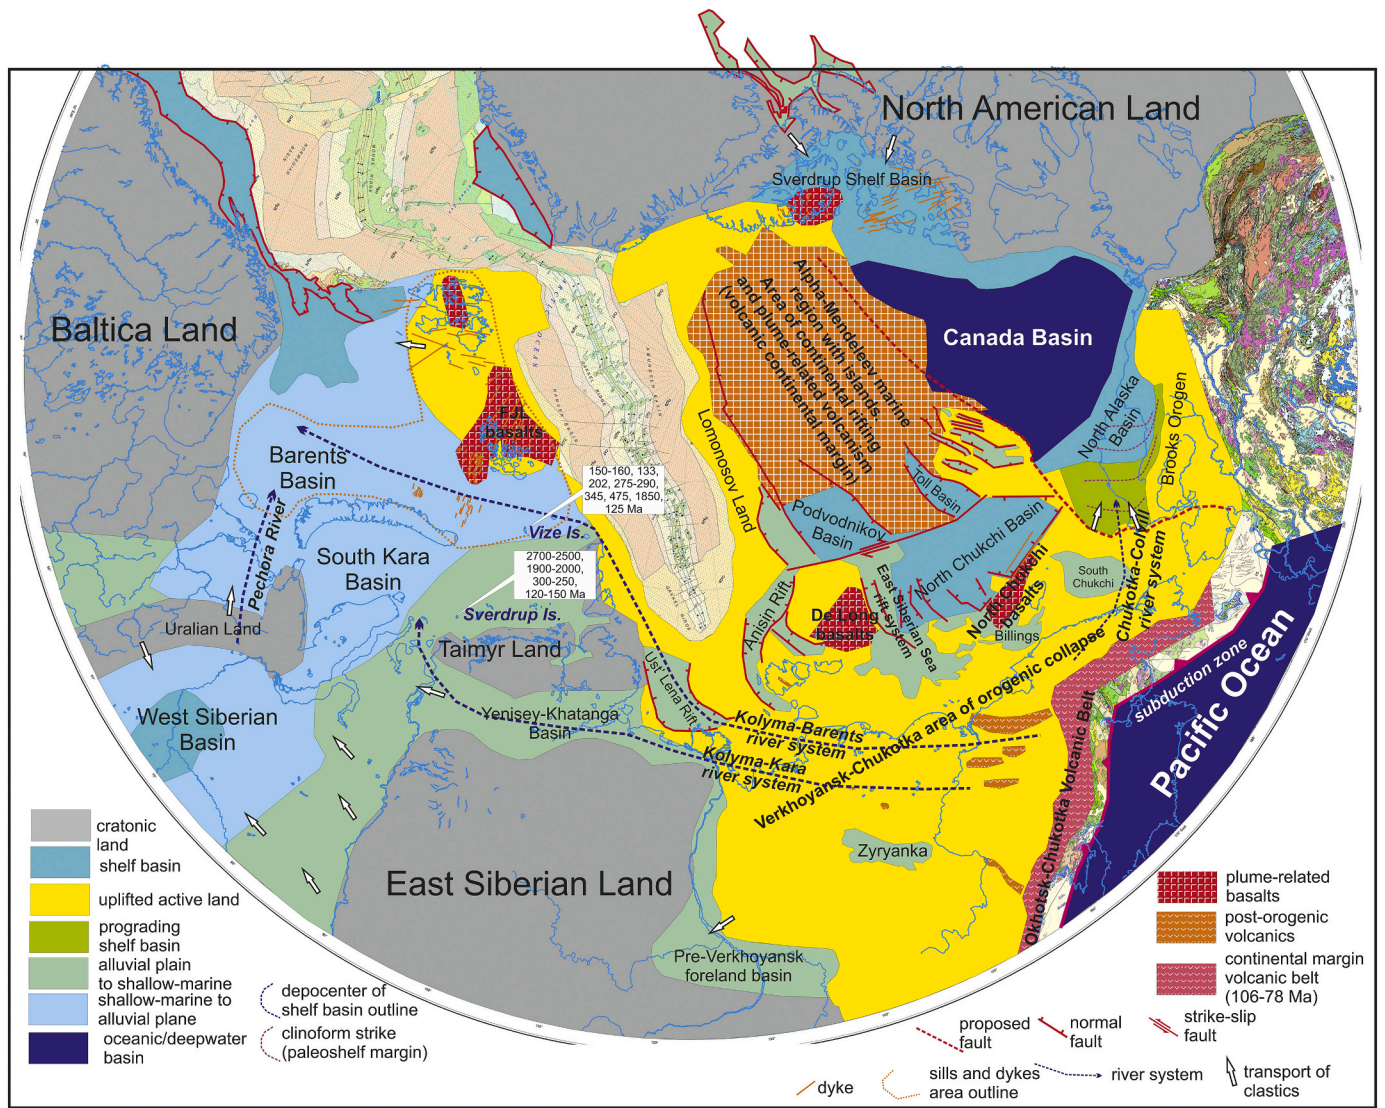 North American Land
Sverdrup Shelf Basin
Baltica Land
Canada Basin
Alpha-Mendeleev marine
region with islands.
Area of continental rifting
and plume-related volcanism
(volcanic continental margin)
North Alaska
Basin
Brooks Orogen
FJL
basalts
Lomonosov Land
Barents
Basin
150-160, 133,
202, 275-290,
345, 475, 1850,
125 Ma
Toll Basin
Podvodnikov
Basin
North Chukchi Basin
Vize Is.
Pechora River
South Kara
Basin
2700-2500,
1900-2000,
300-250,
120-150 Ma
Sverdrup Is.
South
Chukchi
Chukotka-Colvill
river system
North Chukchi
basalts
East Siberian Sea
rift system
Anisin Rift
De Long
basalts
Billings
Uralian Land
Taimyr Land
Ust' Lena Rift
subduction zone
Pacific Ocean
West Siberian
Basin
Yenisey-Khatanga
Basin
Kolyma-Barents
river system
Kolyma-Kara
river system
Verkhoyansk-Chukotka area of orogenic collapse
Okhotsk-Chukotka Volcanic Belt
Zyryanka
East Siberian Land
Pre-Verkhoyansk
foreland basin
cratonic
land
shelf basin
uplifted active land
prograding
shelf basin
alluvial plain
to shallow-marine
shallow-marine to
alluvial plane
oceanic/deepwater
basin
depocenter of
shelf basin outline
clinoform strike
(paleoshelf margin)
plume-related
basalts
post-orogenic
volcanics
continental margin
volcanic belt
(106-78 Ma)
proposed
fault
normal
fault
strike-slip
fault
dyke
sills and dykes
area outline
river system
transport of
clastics